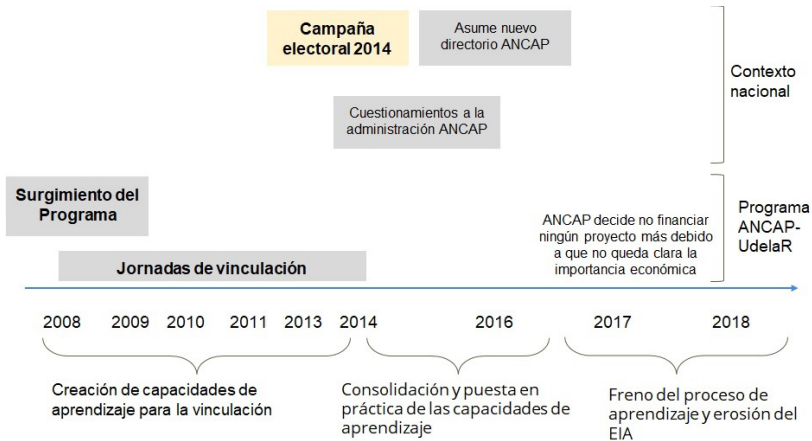 Campaña
electoral 2014
Asume nuevo
directorio ANCAP
Contexto
nacional
Cuestionamientos a la
administración ANCAP
Surgimiento del
Programa
ANCAP decide no financiar
ningún proyecto más debido
a que no queda clara la
importancia económica
Programa
ANCAP-
UdelaR
Jornadas de vinculación
2008 2009 2010 2011 2013 2014 2016 2017 2018
Creación de capacidades de
aprendizaje para la vinculación
Consolidación y puesta en
práctica de las capacidades de
aprendizaje
Freno del proceso de
aprendizaje y erosión del
EIA